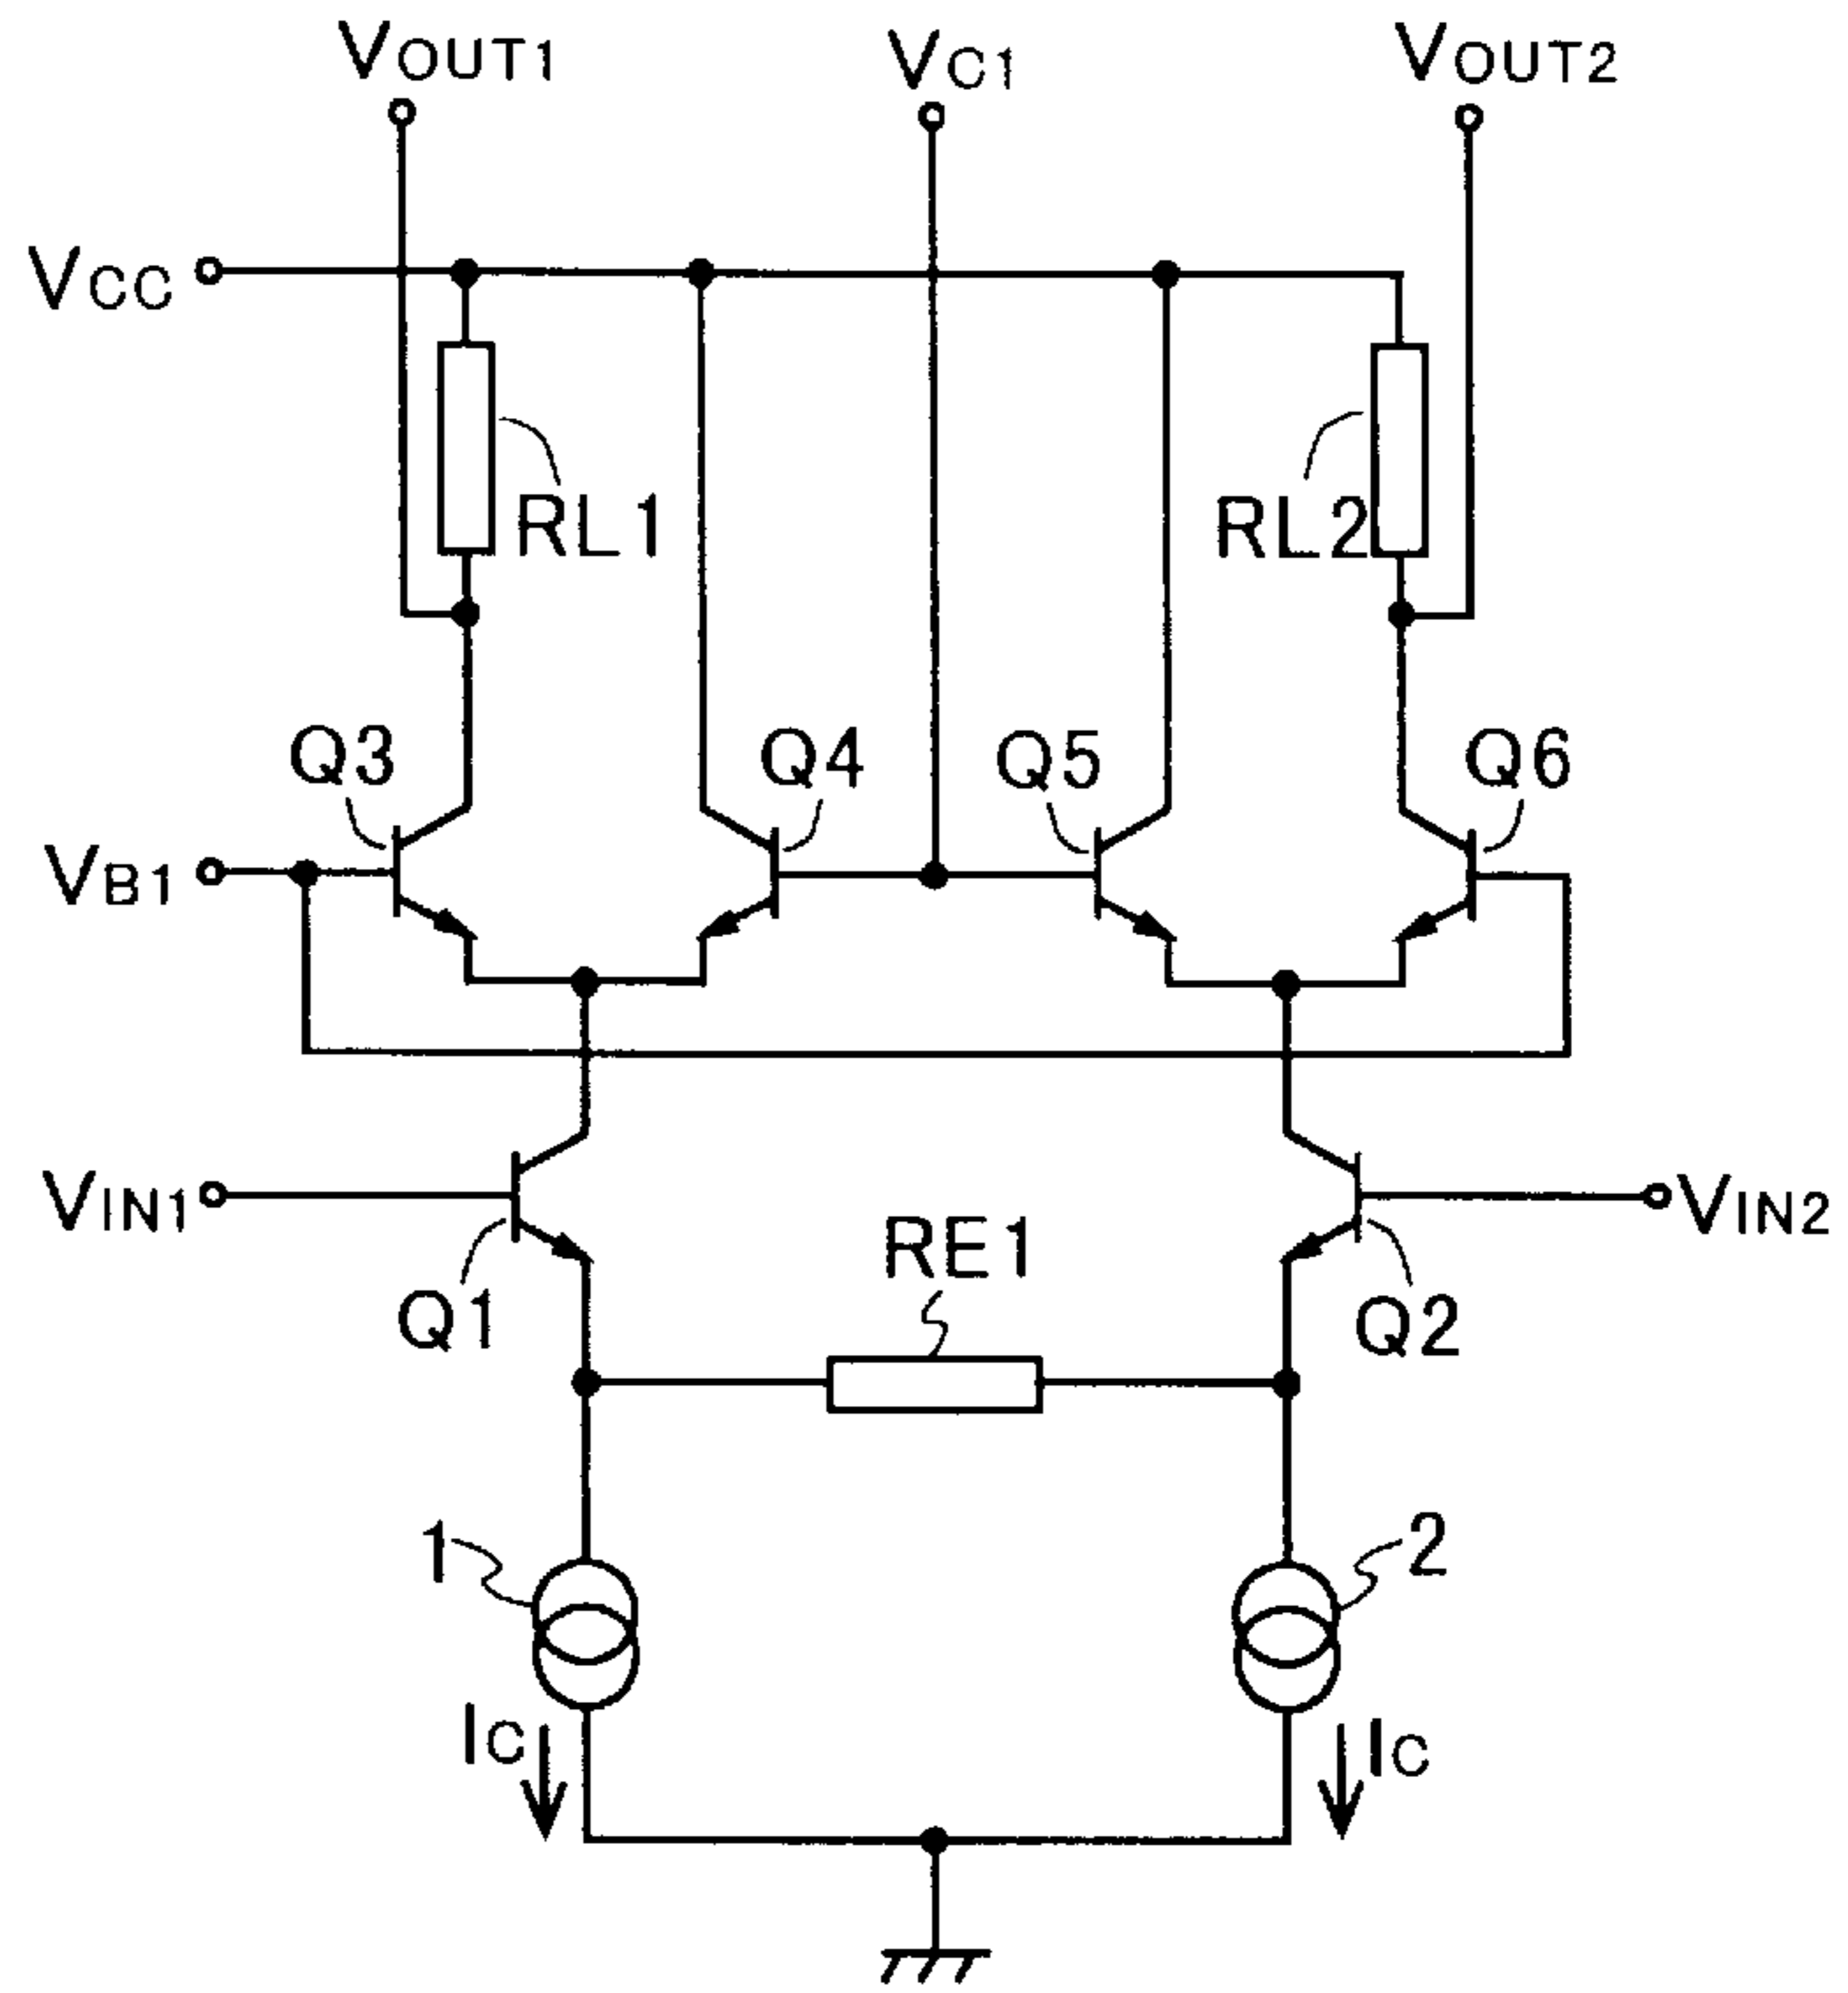 VOUT1
VC1
VOUT2
VCC
RL1
RL2
Q3
Q4
Q5
Q6
VB1
VIN1
VIN2
RE1
Q1
Q2
1
2
IC
IC